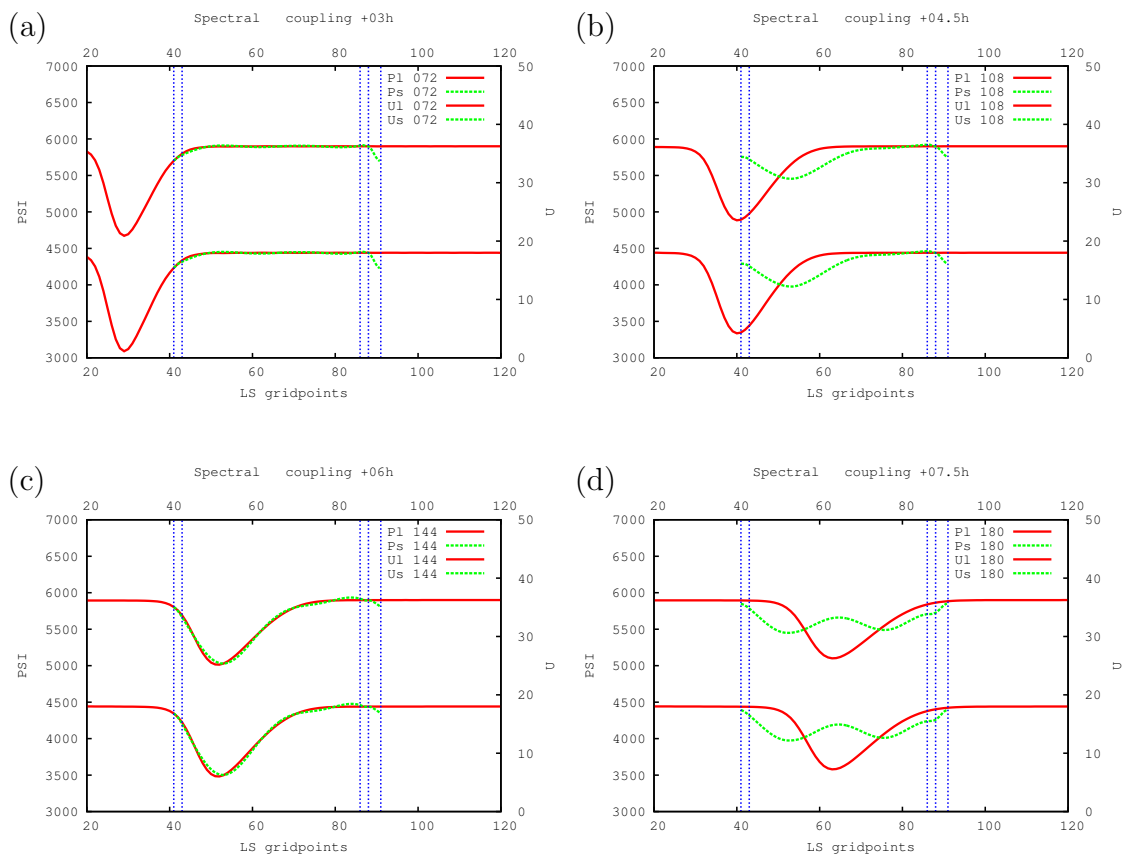 (a)
Spectral coupling +03h
20 40 60 80 100 120
7000 6500 6000 5500 5000 4500 4000 3500 3000
PSI
50 40 30 20 10 0
U
Pl 072
Ps 072
Ul 072
Us 072
20 40 60 80 100 120
LS gridpoints
(b)
Spectral coupling +04.5h
20 40 60 80 100 120
7000 6500 6000 5500 5000 4500 4000 3500 3000
PSI
50 40 30 20 10 0
U
Pl 108
Ps 108
Ul 108
Us 108
20 40 60 80 100 120
LS gridpoints
(c)
Spectral coupling +06h
20 40 60 80 100 120
7000 6500 6000 5500 5000 4500 4000 3500 3000
PSI
50 40 30 20 10 0
U
Pl 144
Ps 144
Ul 144
Us 144
20 40 60 80 100 120
LS gridpoints
(d)
Spectral coupling +07.5h
20 40 60 80 100 120
7000 6500 6000 5500 5000 4500 4000 3500 3000
PSI
50 40 30 20 10 0
U
Pl 180
Ps 180
Ul 180
Us 180
20 40 60 80 100 120
LS gridpoints